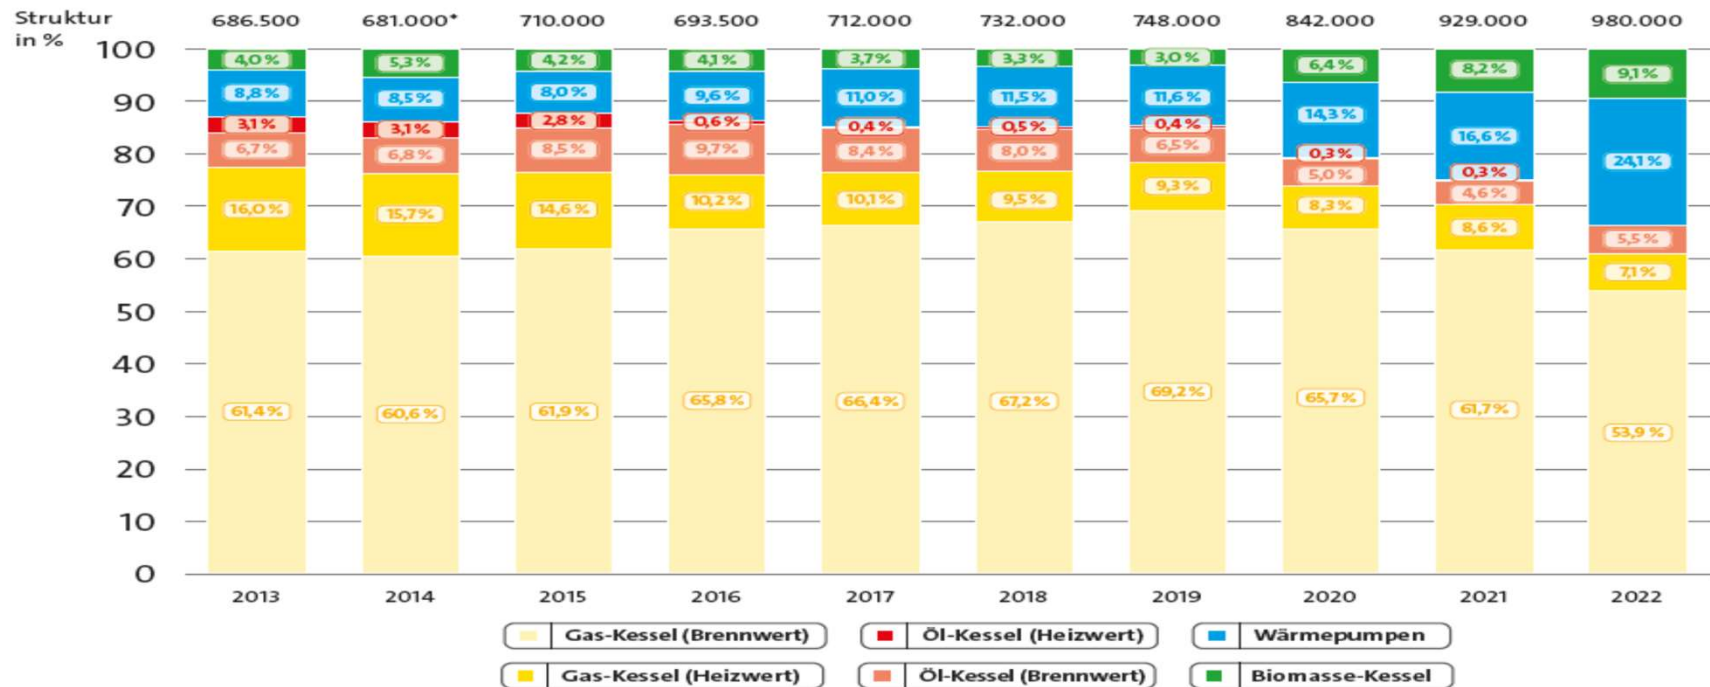 Struktur 686.500 681.000* 710.000 693.500 712.000 732.000 748.000 842.000 929.000 980.000
in %
100
4,0 % 5,3 % 4,2 % 4,1 % 3,7 % 3,3 % 3,0 % 6,4 % 8,2 % 9,1 %
90
8,8 % 8,5 % 8,0 % 9,6 % 11,0 % 11,5 % 11,6 % 14,3 % 16,6 % 24,1 %
3,1 % 3,1 % 2,8 % 0,6 % 0,4 % 0,5 % 0,4 % 0,3 % 0,3 %
80
6,7 % 6,8 % 8,5 % 9,7 % 8,4 % 8,0 % 6,5 % 5,0 % 4,6 % 5,5 %
70
16,0 % 15,7 % 14,6 % 10,2 % 10,1 % 9,5 % 9,3 % 8,3 % 8,6 % 7,1 %
60
50
40
61,4 % 60,6 % 61,9 % 65,8 % 66,4 % 67,2 % 69,2 % 65,7 % 61,7 % 53,9 %
30
20
10
0
2013 2014 2015 2016 2017 2018 2019 2020 2021 2022
Gas-Kessel (Brennwert) Öl-Kessel (Heizwert) Wärmepumpen
Gas-Kessel (Heizwert) Öl-Kessel (Brennwert) Biomasse-Kessel